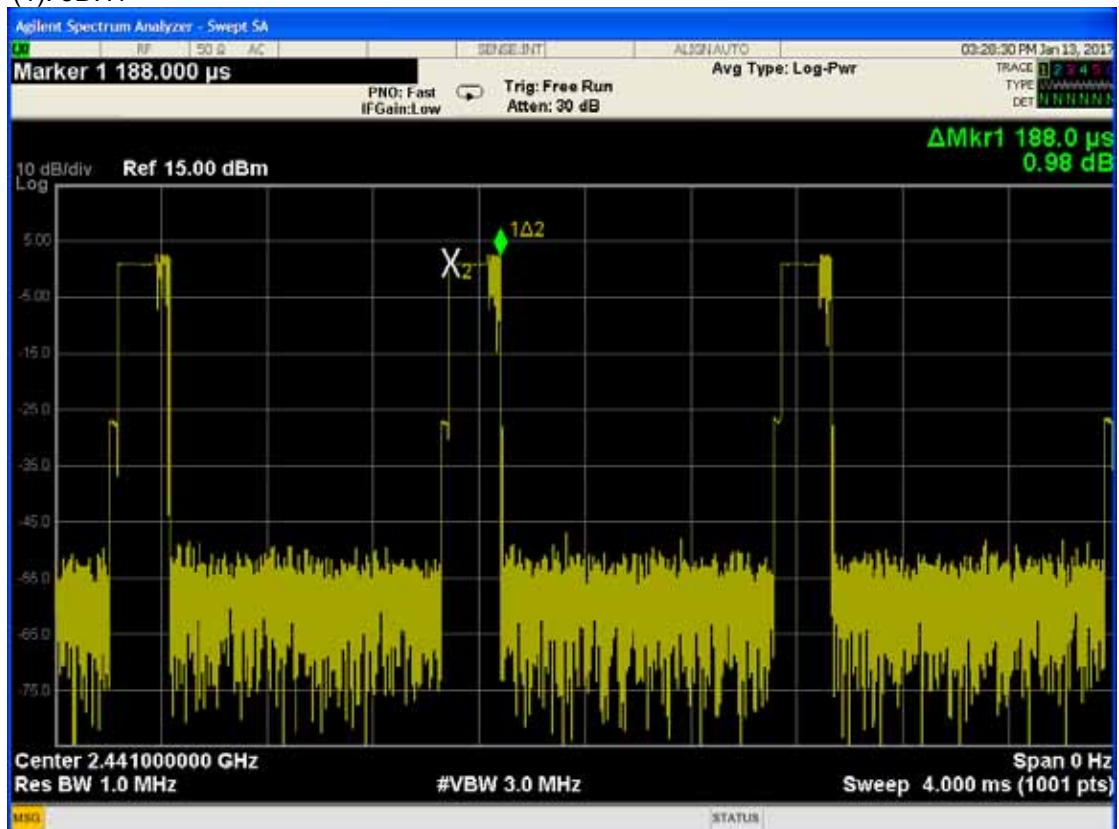 Agilent Spectrum Analyzer - Swept SA
RF 50 Ω AC SENSE:INT ALIGN AUTO 03:28:30 PM Jan 13, 2017
Marker 1 188.000 µs
PNO: Fast
IFGain:Low
Trig: Free Run
Atten: 30 dB
Avg Type: Log-Pwr
TRACE 1 2 3 4 5
TYPE
DET N N N N N
ΔMkr1 188.0 µs
0.98 dB
10 dB/div Ref 15.00 dBm
Log
5.00
-5.00
-15.0
-25.0
-35.0
-45.0
-55.0
-65.0
-75.0
X2
1Δ2
Center 2.441000000 GHz
Span 0 Hz
Res BW 1.0 MHz
#VBW 3.0 MHz
Sweep 4.000 ms (1001 pts)
MSG
STATUS